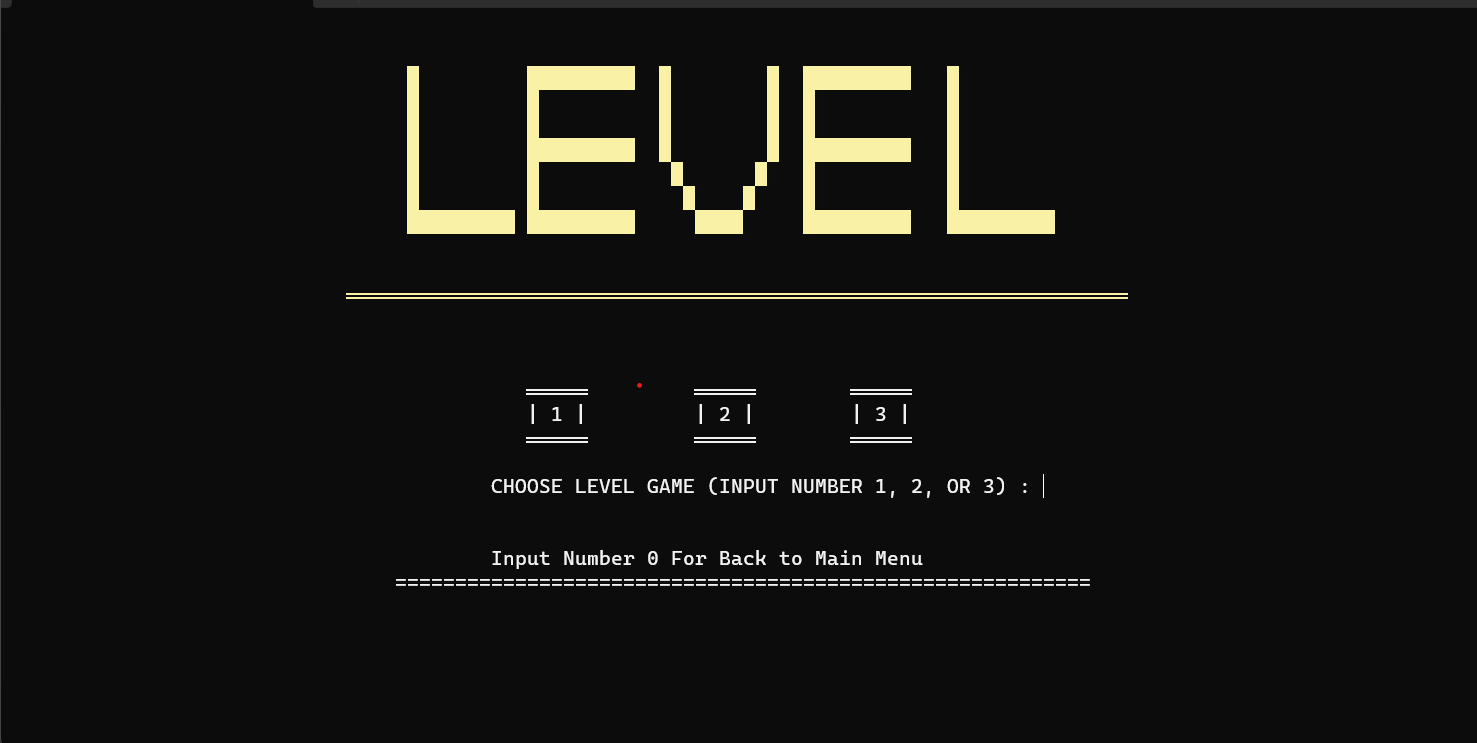 LEVEL
| 1 | | 2 | | 3 |
CHOOSE LEVEL GAME (INPUT NUMBER 1, 2, OR 3) :
Input Number 0 For Back to Main Menu
==========================================================